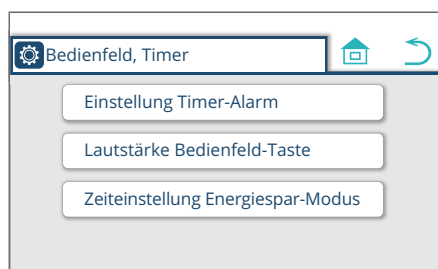 Bedienfeld, Timer
Einstellung Timer-Alarm
Lautstärke Bedienfeld-Taste
Zeiteinstellung Energiespar-Modus